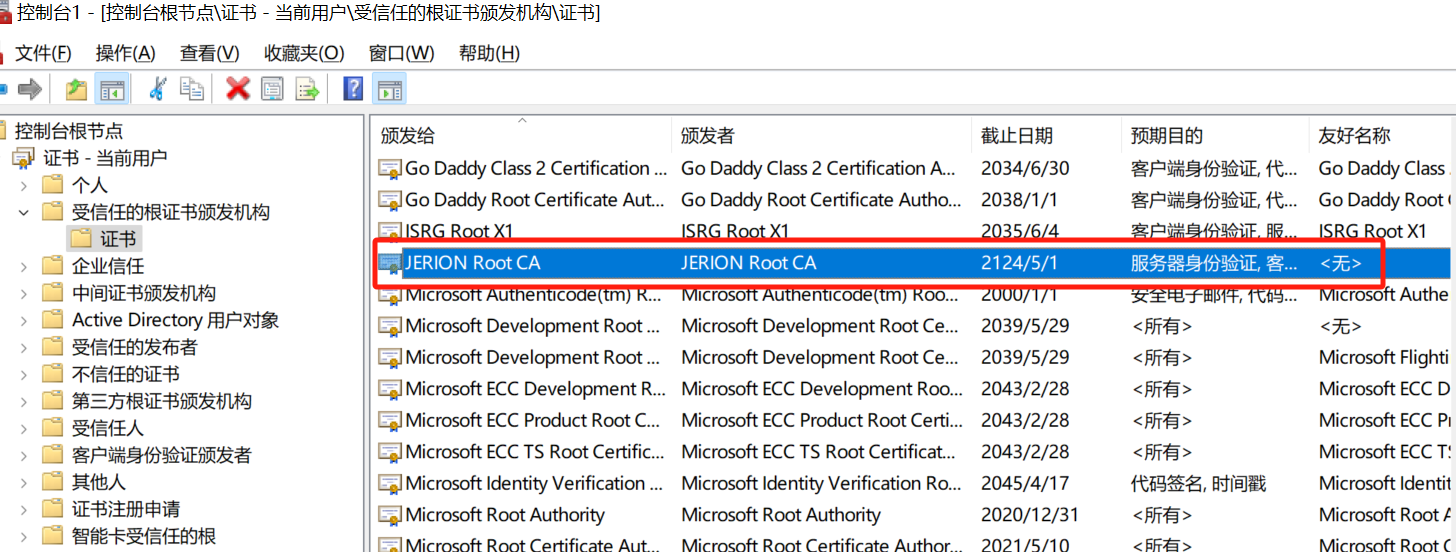 控制台1 - [控制台根节点\证书 - 当前用户\受信任的根证书颁发机构\证书]
文件(F) 操作(A) 查看(V) 收藏夹(O) 窗口(W) 帮助(H)
控制台根节点
证书 - 当前用户
个人
受信任的根证书颁发机构
证书
企业信任
中间证书颁发机构
Active Directory 用户对象
受信任的发布者
不信任的证书
第三方根证书颁发机构
受信任人
客户端身份验证颁发者
其他人
证书注册申请
智能卡受信任的根
颁发给 颁发者 截止日期 预期目的 友好名称
Go Daddy Class 2 Certification ... Go Daddy Class 2 Certification A... 2034/6/30 客户端身份验证, 代... Go Daddy Class
Go Daddy Root Certificate Aut... Go Daddy Root Certificate Autho... 2038/1/1 客户端身份验证, 代... Go Daddy Root
ISRG Root X1 ISRG Root X1 2035/6/4 客户端身份验证, 服... ISRG Root X1
JERION Root CA JERION Root CA 2124/5/1 服务器身份验证, 客... <无>
Microsoft Authenticode(tm) R... Microsoft Authenticode(tm) Roo... 2000/1/1 安全电子邮件, 代码... Microsoft Authe
Microsoft Development Root ... Microsoft Development Root Ce... 2039/5/29 <所有> <无>
Microsoft Development Root ... Microsoft Development Root Ce... 2039/5/29 <所有> Microsoft Flighti
Microsoft ECC Development R... Microsoft ECC Development Roo... 2043/2/28 <所有> Microsoft ECC D
Microsoft ECC Product Root C... Microsoft ECC Product Root Certi... 2043/2/28 <所有> Microsoft ECC P
Microsoft ECC TS Root Certific... Microsoft ECC TS Root Certificat... 2043/2/28 <所有> Microsoft ECC TS
Microsoft Identity Verification ... Microsoft Identity Verification Ro... 2045/4/17 代码签名, 时间戳 Microsoft Identit
Microsoft Root Authority Microsoft Root Authority 2020/12/31 <所有> Microsoft Root A
Microsoft Root Certificate Aut... Microsoft Root Certificate Author... 2021/5/10 <所有> Microsoft Root C